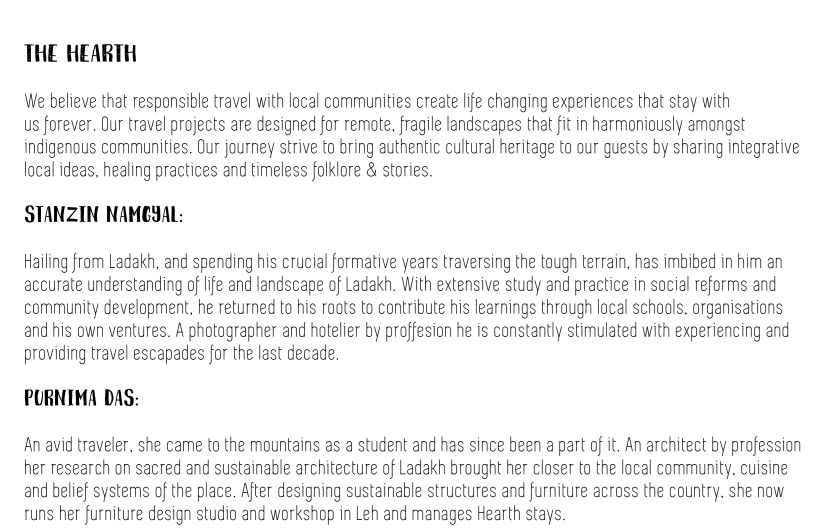 THE HEARTH
We believe that responsible travel with local communities create life changing experiences that stay with
us forever. Our travel projects are designed for remote, fragile landscapes that fit in harmoniously amongst
indigenous communities. Our journey strive to bring authentic cultural heritage to our guests by sharing integrative
local ideas, healing practices and timeless folklore & stories.
STANZIN NAMGYAL:
Hailing from Ladakh, and spending his crucial formative years traversing the tough terrain, has imbibed in him an
accurate understanding of life and landscape of Ladakh. With extensive study and practice in social reforms and
community development, he returned to his roots to contribute his learnings through local schools, organisations
and his own ventures. A photographer and hotelier by proffesion he is constantly stimulated with experiencing and
providing travel escapades for the last decade.
PURNIMA DAS:
An avid traveler, she came to the mountains as a student and has since been a part of it. An architect by profession
her research on sacred and sustainable architecture of Ladakh brought her closer to the local community, cuisine
and belief systems of the place. After designing sustainable structures and furniture across the country, she now
runs her furniture design studio and workshop in Leh and manages Hearth stays.